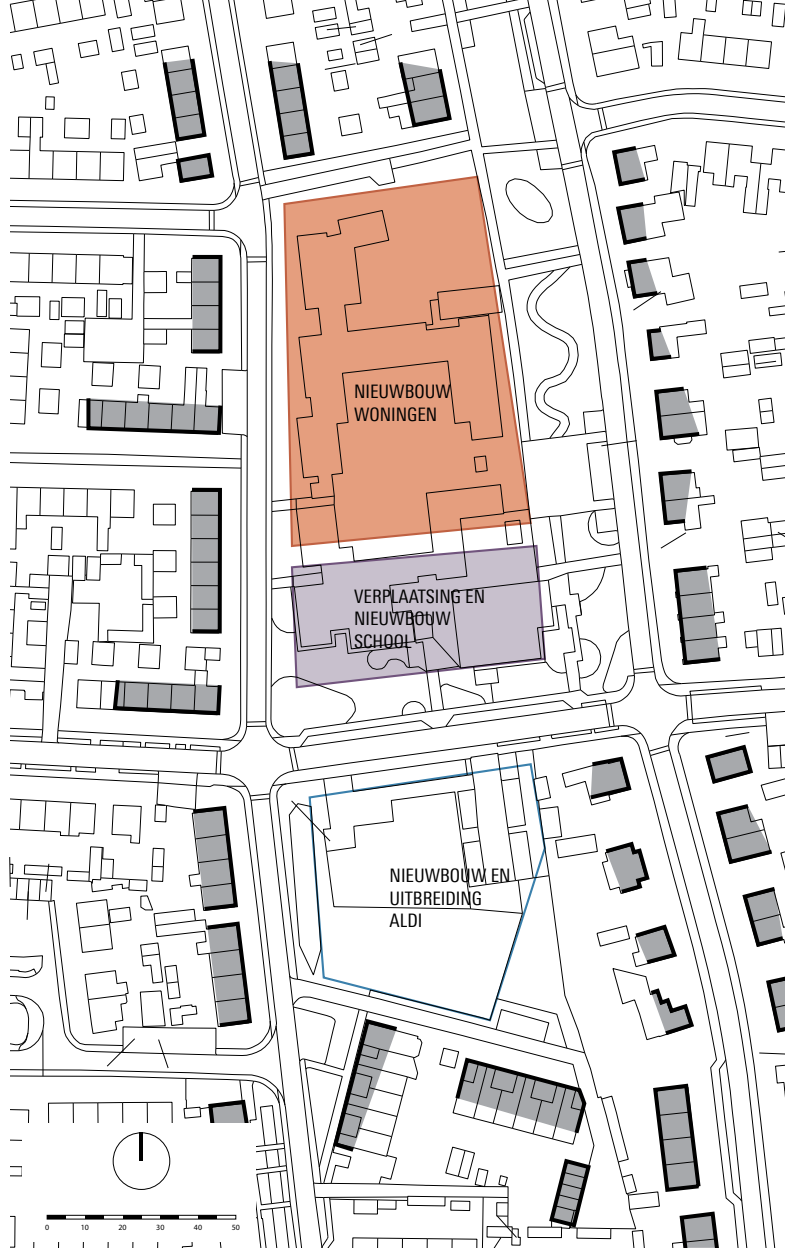 NIEUWBOUW
WONINGEN
VERPLAATSING EN
NIEUWBOUW
SCHOOL
NIEUWBOUW EN
UITBREIDING
ALDI
0 10 20 30 40 50